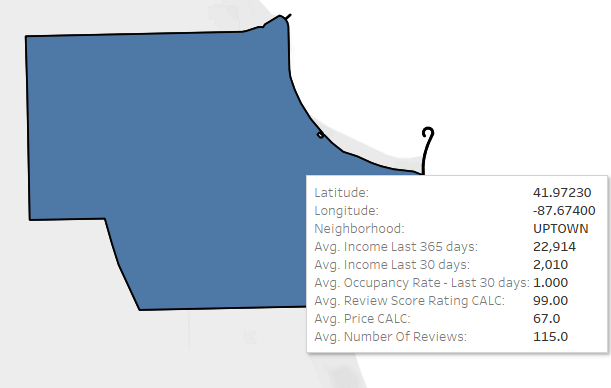 Latitude: 41.97230
Longitude: -87.67400
Neighborhood: UPTOWN
Avg. Income Last 365 days: 22,914
Avg. Income Last 30 days: 2,010
Avg. Occupancy Rate - Last 30 days: 1.000
Avg. Review Score Rating CALC: 99.00
Avg. Price CALC: 67.0
Avg. Number Of Reviews: 115.0